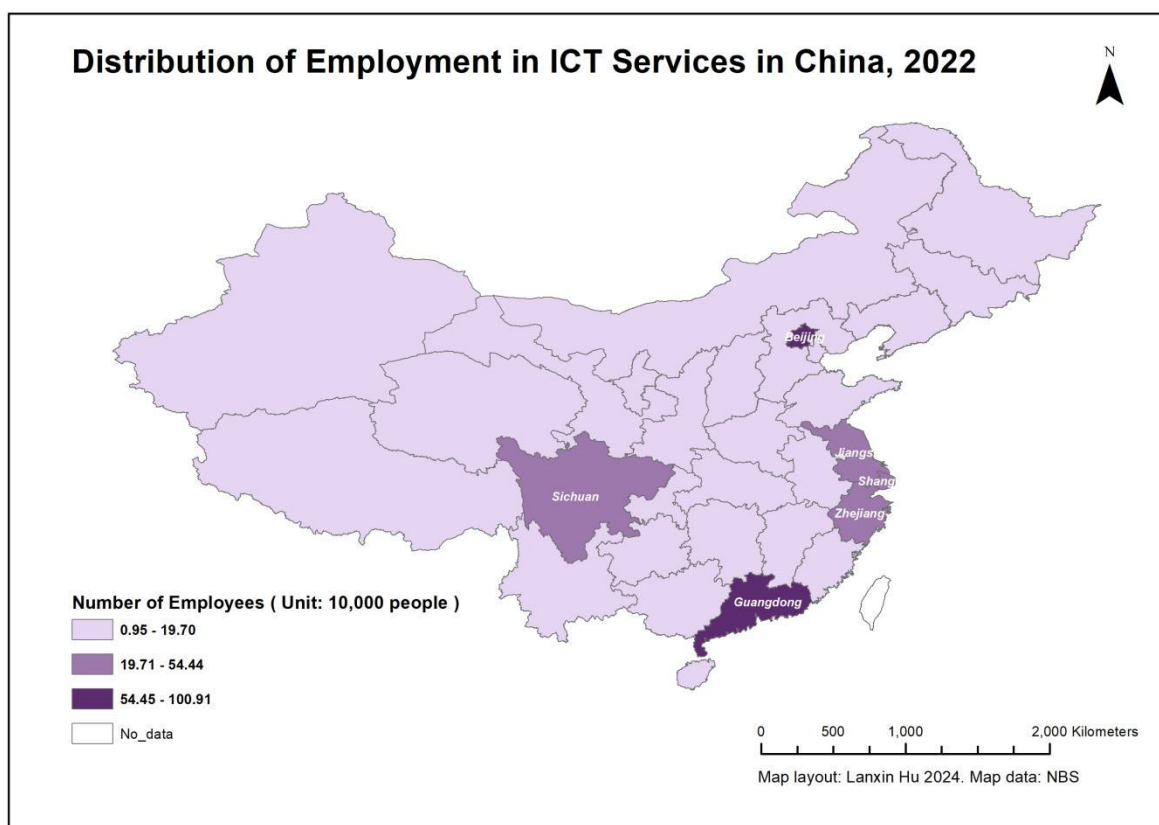 Distribution of Employment in ICT Services in China, 2022
N
Beijing
Jiangs
Shang
Zhejiang
Sichuan
Guangdong
Number of Employees ( Unit: 10,000 people )
0.95 - 19.70
19.71 - 54.44
54.45 - 100.91
No_data
0 500 1,000 2,000 Kilometers
Map layout: Lanxin Hu 2024. Map data: NBS